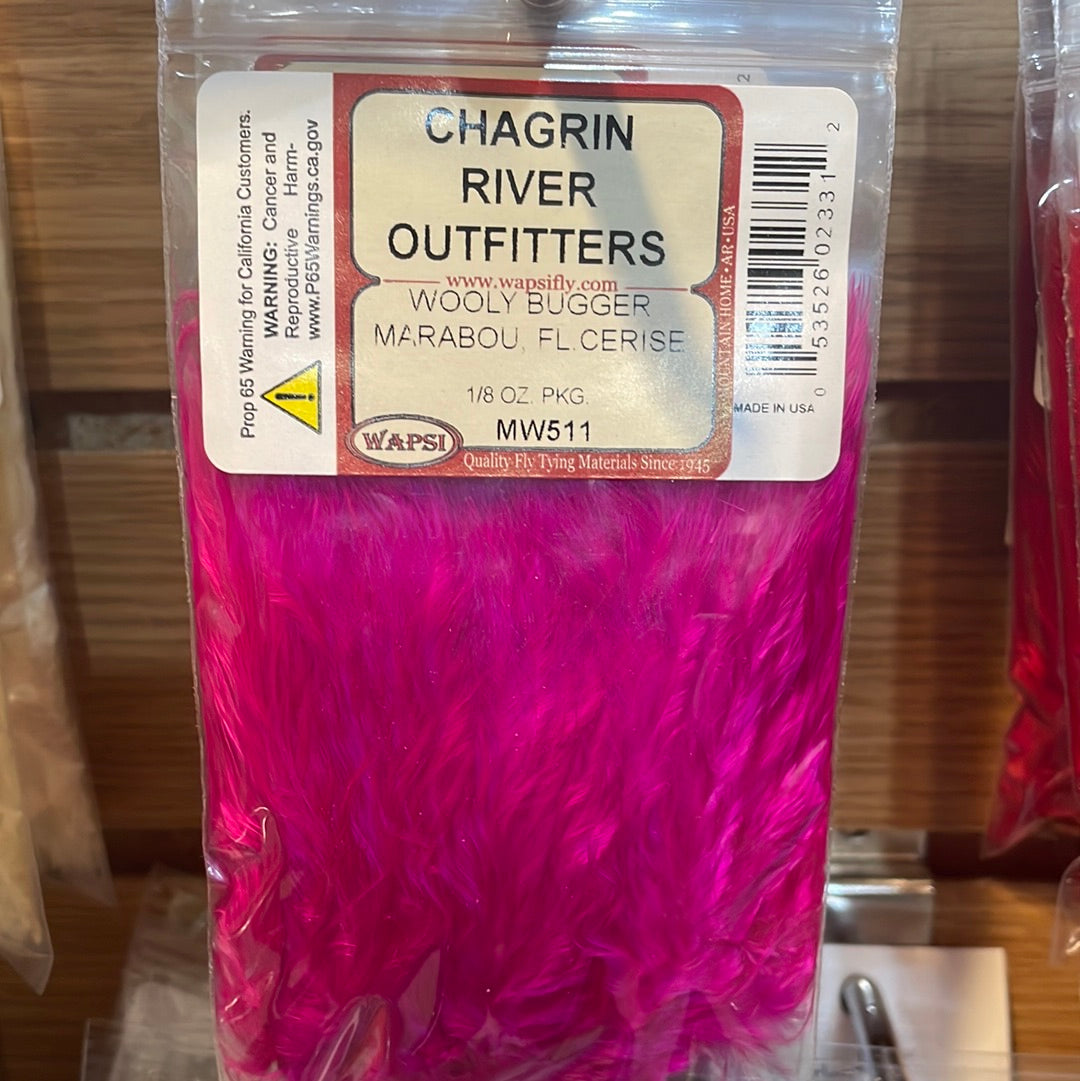 Prop 65 Warning for California Customers.
WARNING: Cancer and
Reproductive Harm-
www.P65Warnings.ca.gov
CHAGRIN
RIVER
OUTFITTERS
www.wapsifly.com
WOOLY BUGGER
MARABOU, FL.CERISE
1/8 OZ. PKG.
MW511
WAPSI
Quality Fly Tying Materials Since 1945
MOUNTAIN HOME • AR • USA
0 53526 02331 2
MADE IN USA
2